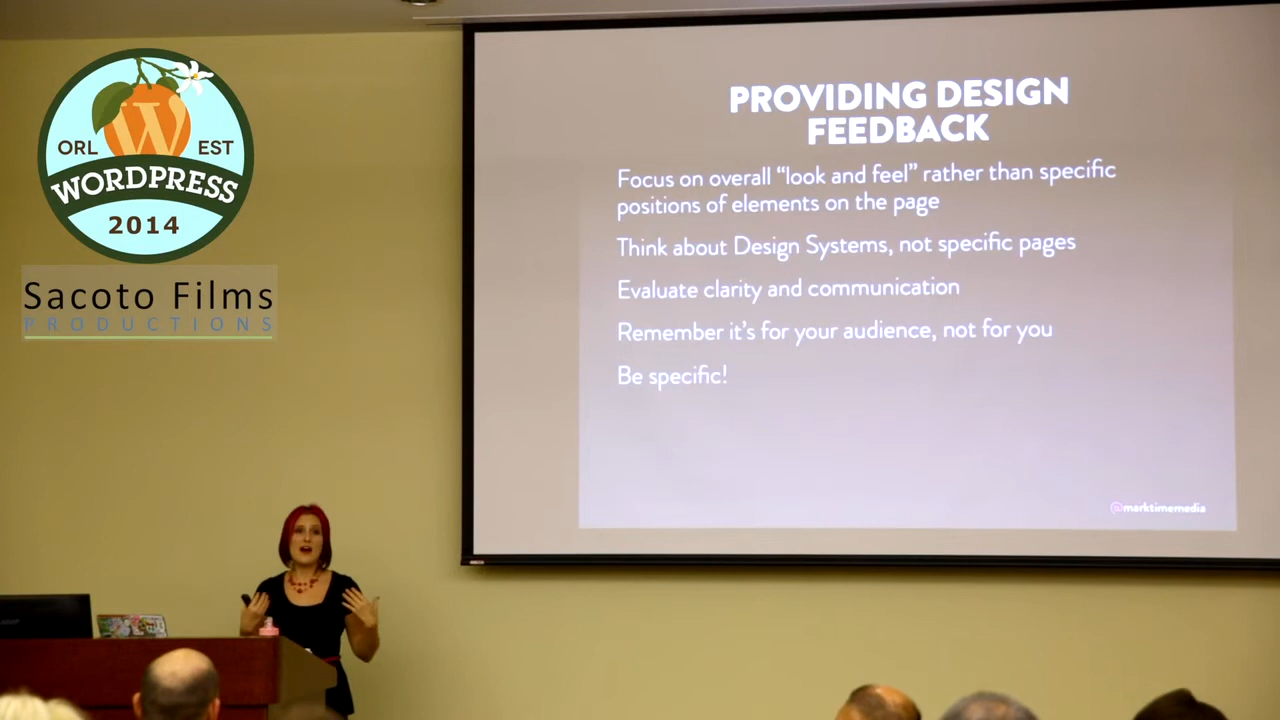 ORL EST
WORDPRESS
2014
Sacoto Films
PRODUCTIONS
PROVIDING DESIGN
FEEDBACK
Focus on overall “look and feel” rather than specific
positions of elements on the page
Think about Design Systems, not specific pages
Evaluate clarity and communication
Remember it’s for your audience, not for you
Be specific!
@marktimemedia